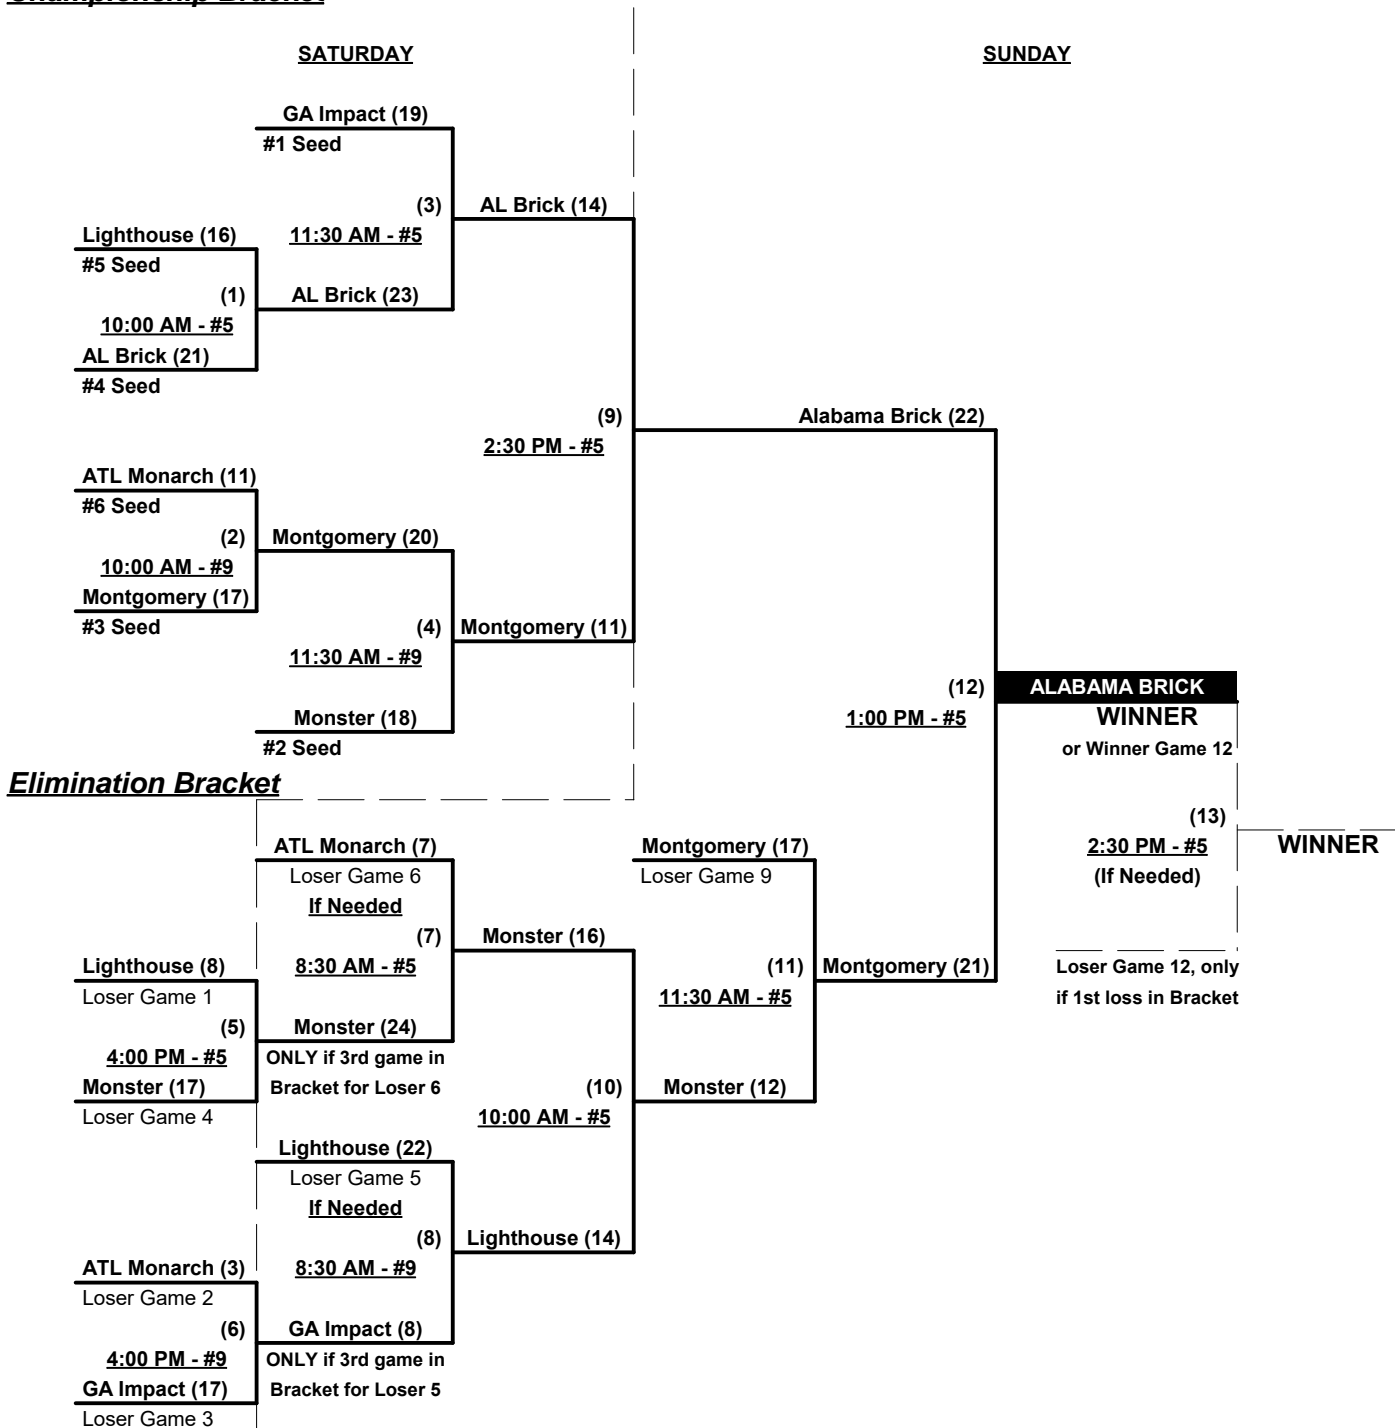 Championship Bracket
SATURDAY
SUNDAY
GA Impact (19)
#1 Seed
(3)
AL Brick (14)
11:30 AM - #5
Lighthouse (16)
#5 Seed
(1)
AL Brick (23)
10:00 AM - #5
AL Brick (21)
#4 Seed
(9)
Alabama Brick (22)
2:30 PM - #5
ATL Monarch (11)
#6 Seed
(2)
Montgomery (20)
10:00 AM - #9
Montgomery (17)
#3 Seed
(4)
Montgomery (11)
11:30 AM - #9
Monster (18)
#2 Seed
(12)
ALABAMA BRICK
1:00 PM - #5
WINNER
or Winner Game 12
Elimination Bracket
(13)
2:30 PM - #5
WINNER
(If Needed)
ATL Monarch (7)
Loser Game 6
If Needed
Montgomery (17)
Loser Game 9
(7)
Monster (16)
8:30 AM - #5
Lighthouse (8)
Loser Game 1
(11)
Montgomery (21)
11:30 AM - #5
Loser Game 12, only
if 1st loss in Bracket
(5)
Monster (24)
4:00 PM - #5
ONLY if 3rd game in
Bracket for Loser 6
Monster (17)
Loser Game 4
(10)
Monster (12)
10:00 AM - #5
Lighthouse (22)
Loser Game 5
If Needed
(8)
Lighthouse (14)
8:30 AM - #9
ATL Monarch (3)
Loser Game 2
(6)
GA Impact (8)
4:00 PM - #9
ONLY if 3rd game in
Bracket for Loser 5
GA Impact (17)
Loser Game 3